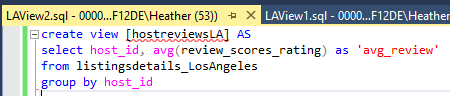 LAView2.sql - 0000...F12DE\Heather (53))* LAView1.sql - 0000...F12DE\Heather
create view [hostreviewsLA] AS
select host_id, avg(review_scores_rating) as 'avg_review'
from listingsdetails_LosAngeles
group by host_id